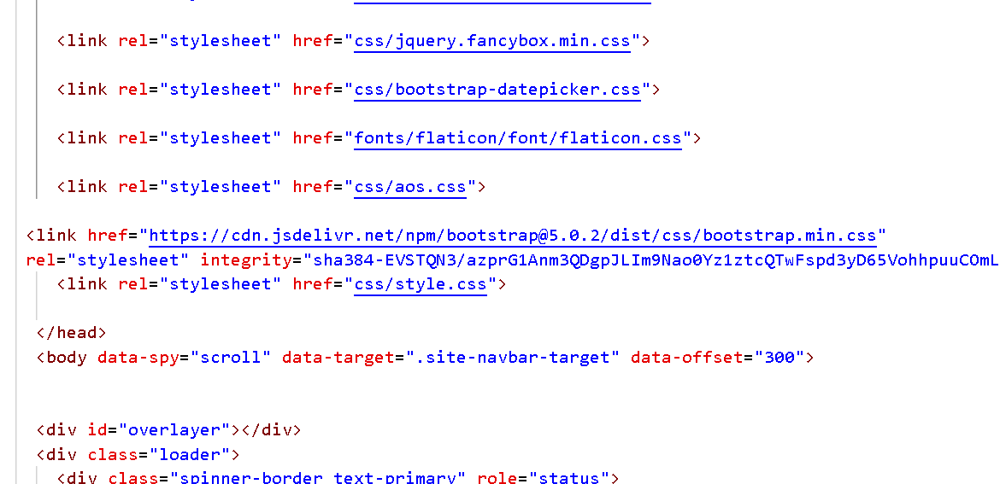 <link rel="stylesheet" href="css/jquery.fancybox.min.css">
<link rel="stylesheet" href="css/bootstrap-datepicker.css">
<link rel="stylesheet" href="fonts/flaticon/font/flaticon.css">
<link rel="stylesheet" href="css/aos.css">
<link href="https://cdn.jsdelivr.net/npm/bootstrap@5.0.2/dist/css/bootstrap.min.css"
rel="stylesheet" integrity="sha384-EVSTQN3/azprG1Anm3QDgpJLIm9Nao0Yz1ztcQTwFspd3yD65VohhpuuCOmL
<link rel="stylesheet" href="css/style.css">
</head>
<body data-spy="scroll" data-target=".site-navbar-target" data-offset="300">
<div id="overlayer"></div>
<div class="loader">
<div class="spinner-border text-primary" role="status">